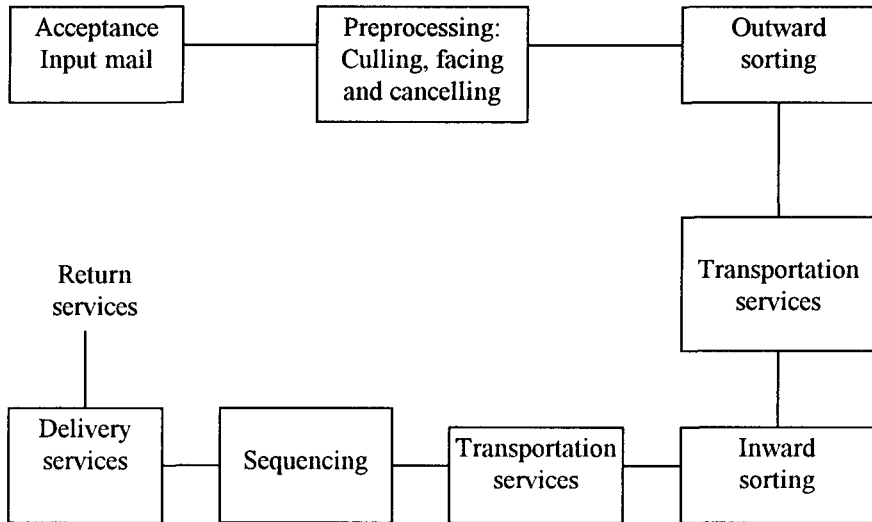 Acceptance
Input mail
Preprocessing:
Culling, facing
and cancelling
Outward
sorting
Transportation
services
Inward
sorting
Transportation
services
Sequencing
Delivery
services
Return
services